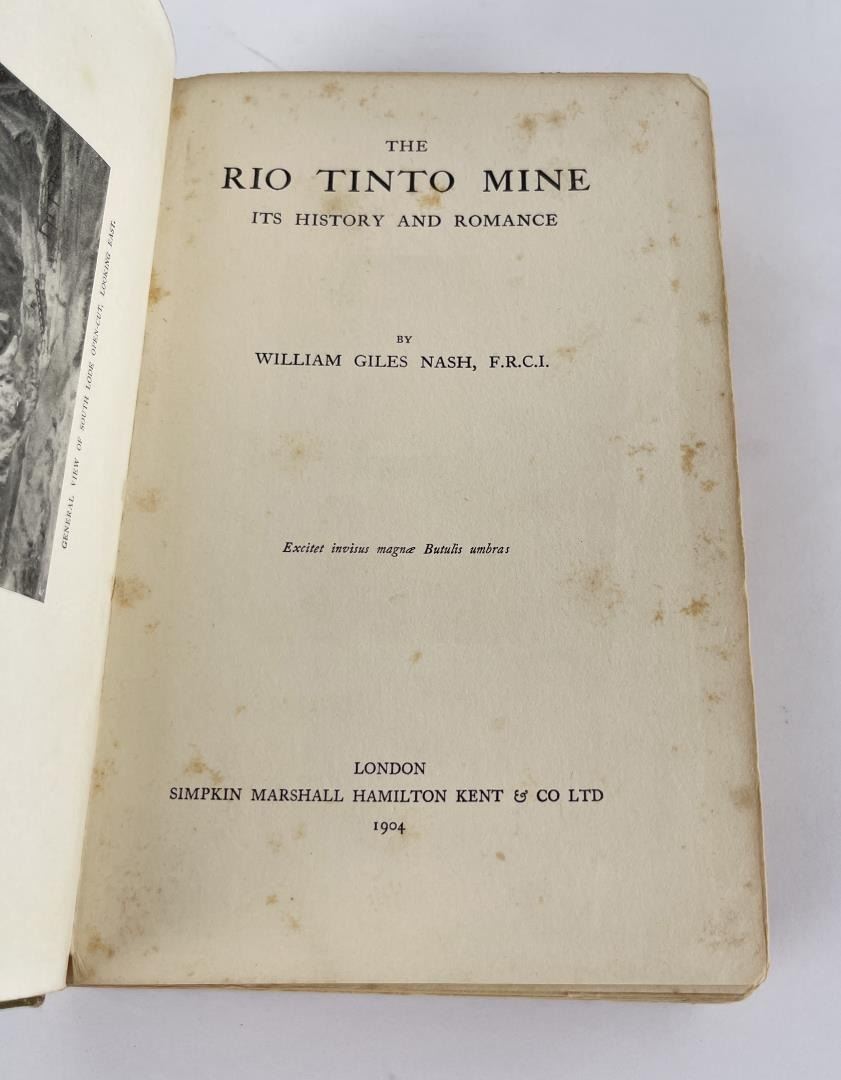 GENERAL VIEW OF SOUTH LODE OPEN-CUT, LOOKING EAST.
THE
RIO TINTO MINE
ITS HISTORY AND ROMANCE
BY
WILLIAM GILES NASH, F.R.C.I.
Excitet invisus magnæ Butulis umbras
LONDON
SIMPKIN MARSHALL HAMILTON KENT & CO LTD
1904